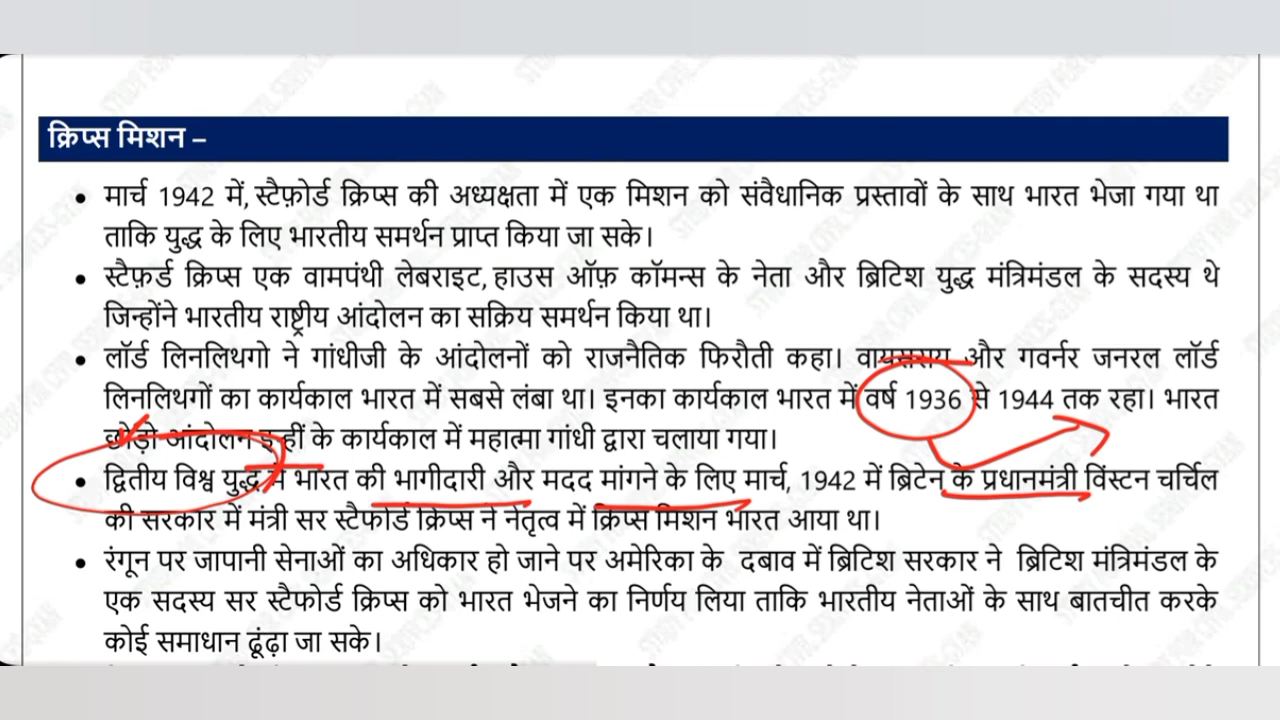 क्रिप्स मिशन –
• मार्च 1942 में, स्टैफ़ोर्ड क्रिप्स की अध्यक्षता में एक मिशन को संवैधानिक प्रस्तावों के साथ भारत भेजा गया था
ताकि युद्ध के लिए भारतीय समर्थन प्राप्त किया जा सके।
• स्टैफ़र्ड क्रिप्स एक वामपंथी लेबराइट, हाउस ऑफ़ कॉमन्स के नेता और ब्रिटिश युद्ध मंत्रिमंडल के सदस्य थे
जिन्होंने भारतीय राष्ट्रीय आंदोलन का सक्रिय समर्थन किया था।
• लॉर्ड लिनलिथगो ने गांधीजी के आंदोलनों को राजनैतिक फिरौती कहा। वायसराय और गवर्नर जनरल लॉर्ड
लिनलिथगों का कार्यकाल भारत में सबसे लंबा था। इनका कार्यकाल भारत में वर्ष 1936 से 1944 तक रहा। भारत
छोड़ो आंदोलन इन्हीं के कार्यकाल में महात्मा गांधी द्वारा चलाया गया।
• द्वितीय विश्व युद्ध में भारत की भागीदारी और मदद मांगने के लिए मार्च, 1942 में ब्रिटेन के प्रधानमंत्री विंस्टन चर्चिल
की सरकार में मंत्री सर स्टैफोर्ड क्रिप्स ने नेतृत्व में क्रिप्स मिशन भारत आया था।
• रंगून पर जापानी सेनाओं का अधिकार हो जाने पर अमेरिका के दबाव में ब्रिटिश सरकार ने ब्रिटिश मंत्रिमंडल के
एक सदस्य सर स्टैफोर्ड क्रिप्स को भारत भेजने का निर्णय लिया ताकि भारतीय नेताओं के साथ बातचीत करके
कोई समाधान ढूंढ़ा जा सके।